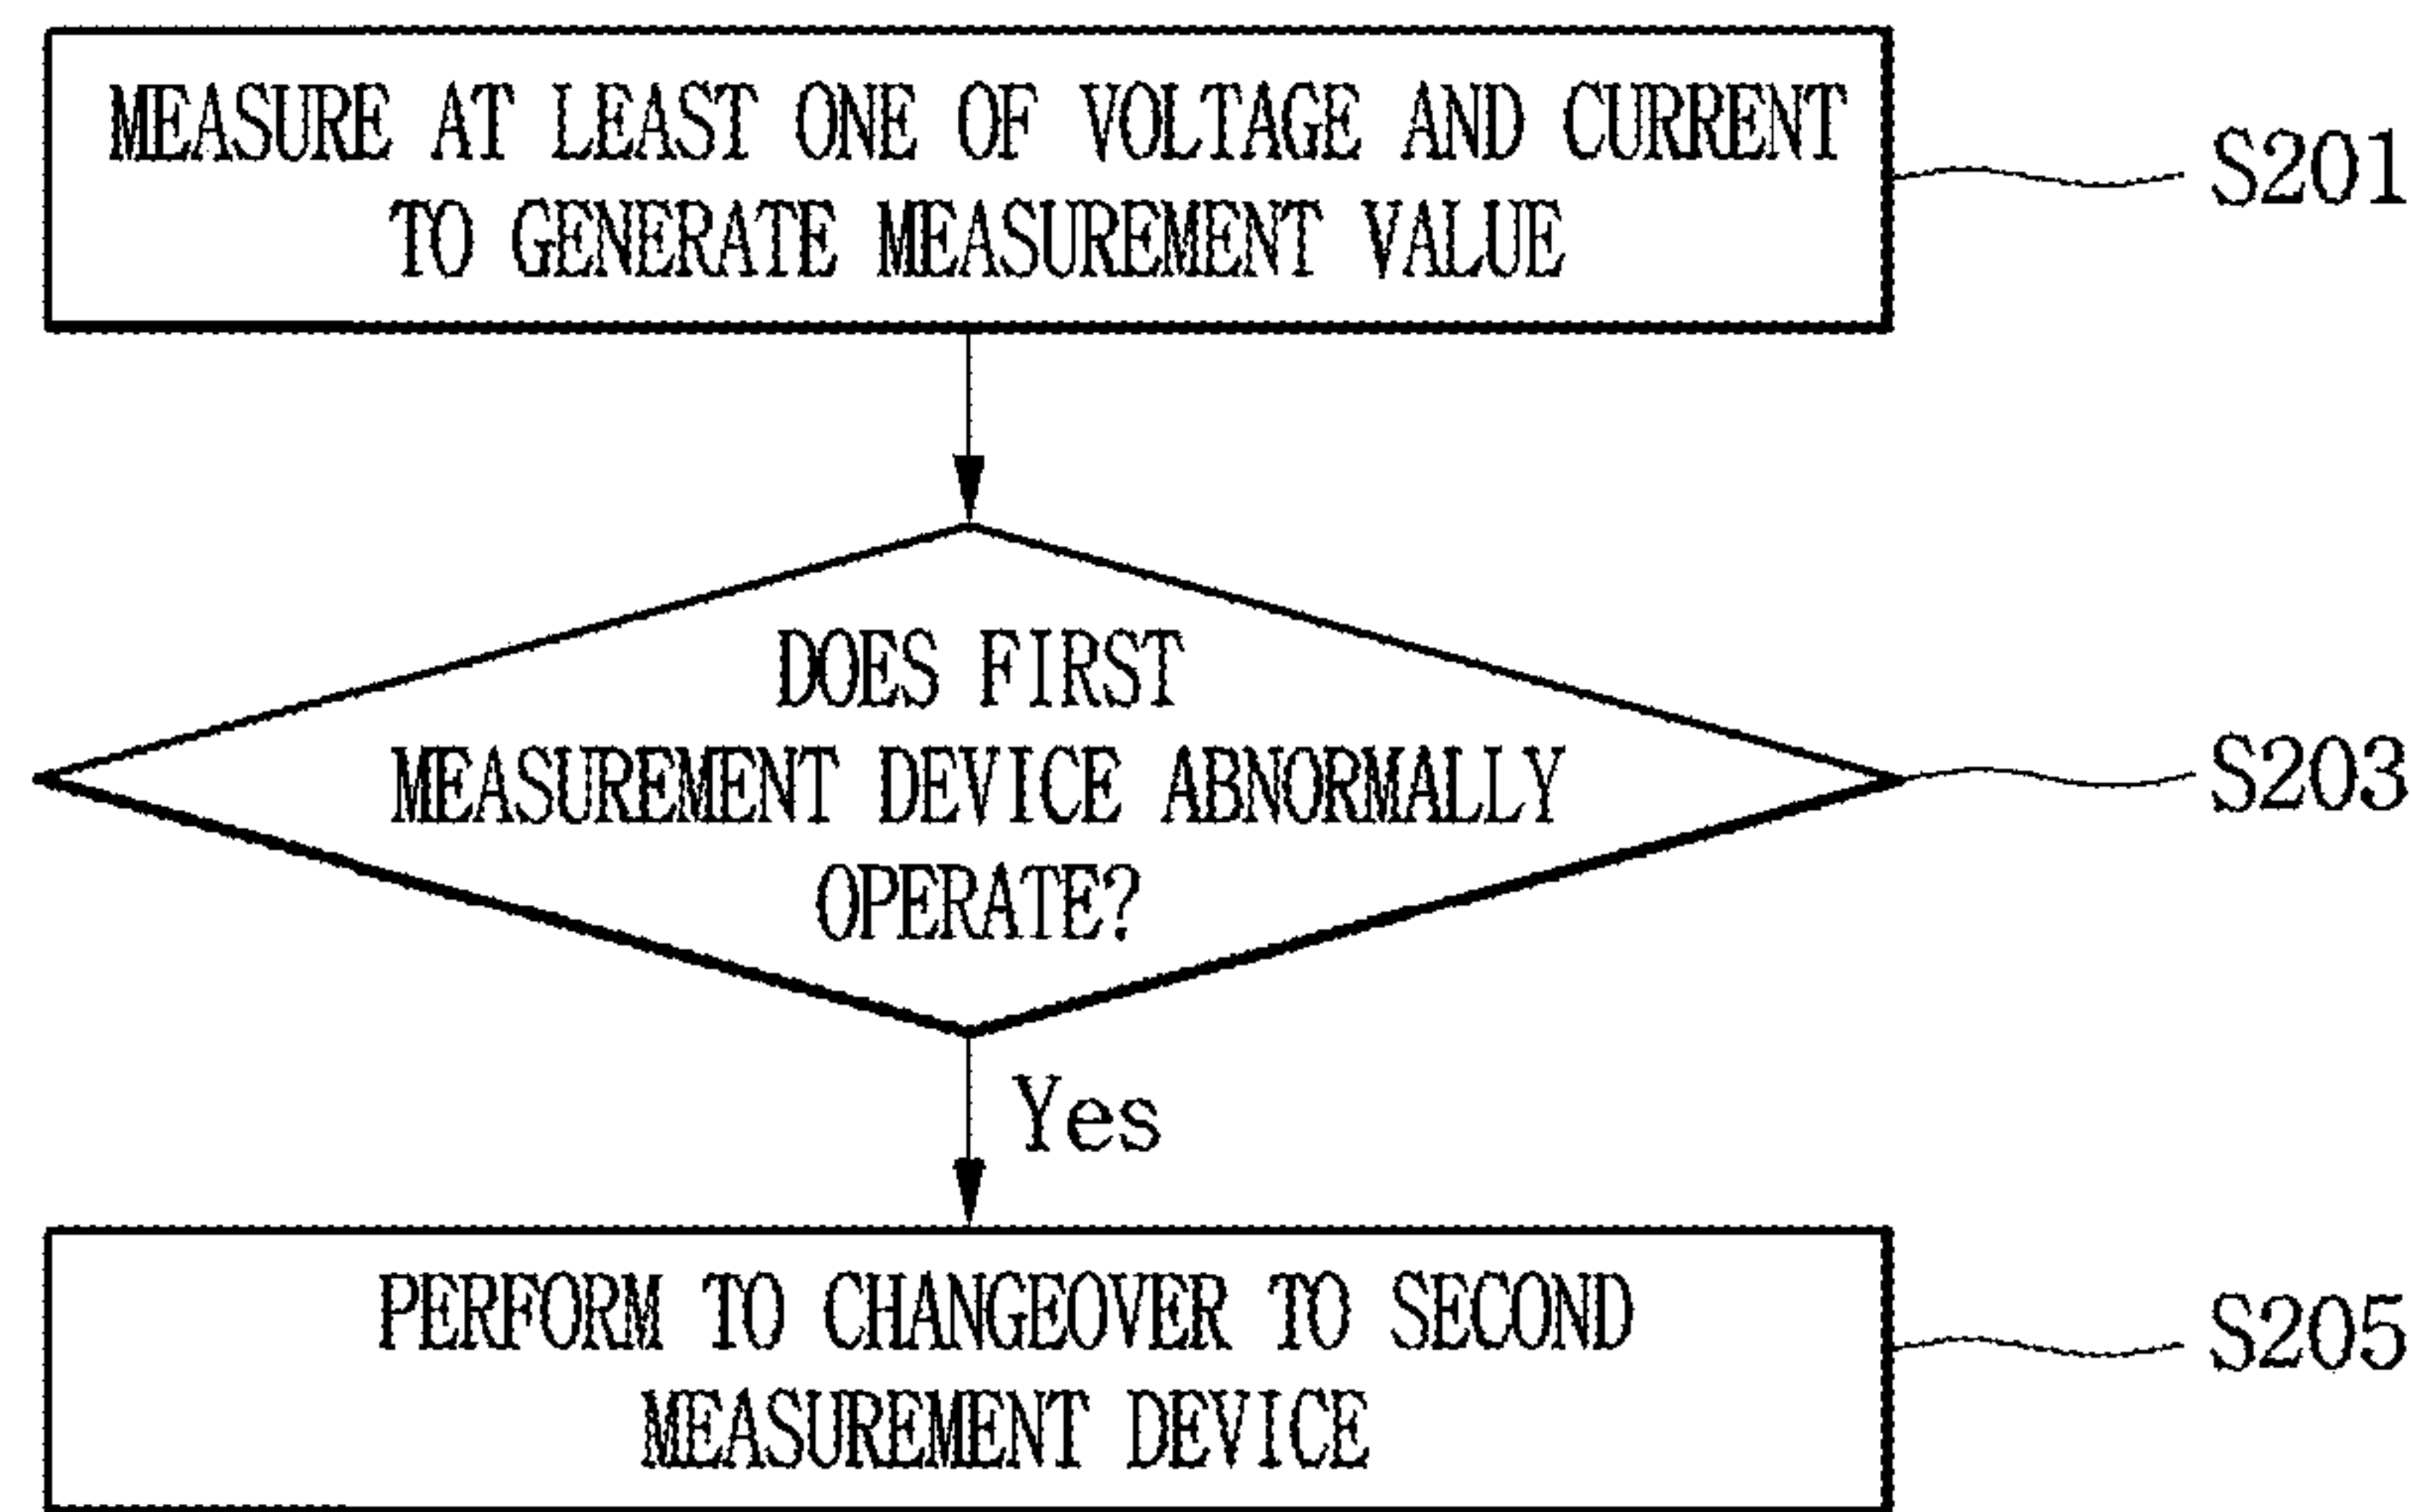 MEASURE AT LEAST ONE OF VOLTAGE AND CURRENT
TO GENERATE MEASUREMENT VALUE
S201
DOES FIRST
MEASUREMENT DEVICE ABNORMALLY
OPERATE?
S203
Yes
PERFORM TO CHANGEOVER TO SECOND
MEASUREMENT DEVICE
S205